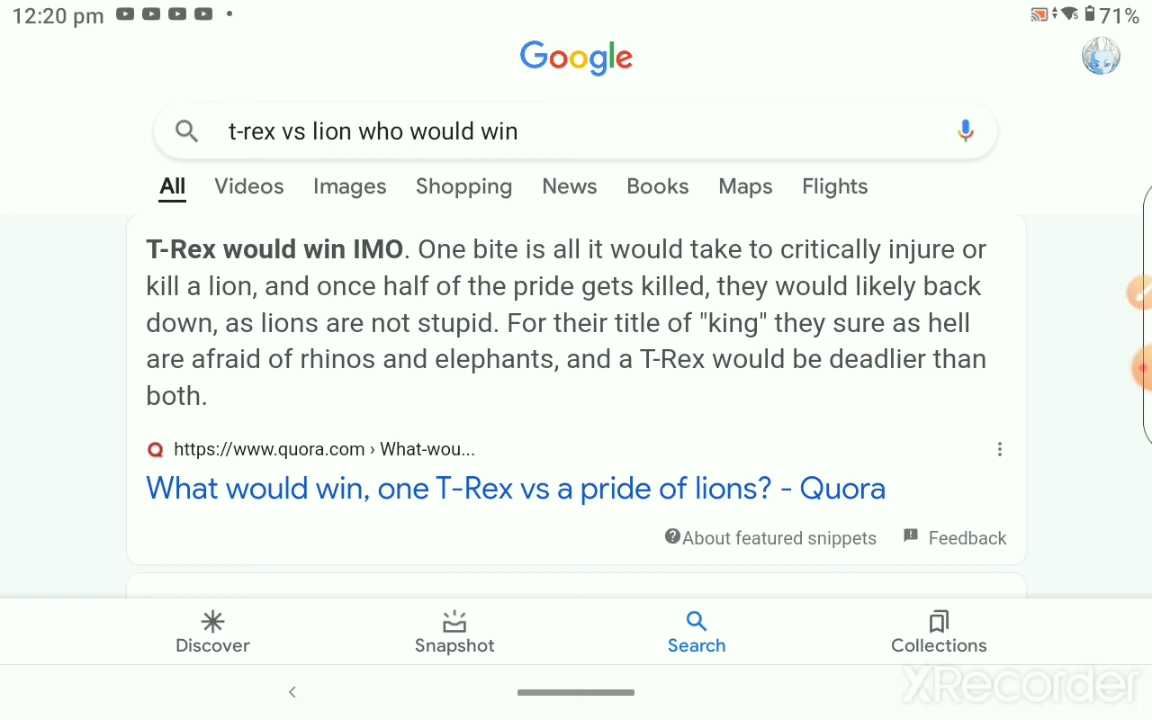 12:20 pm
71%
Google
t-rex vs lion who would win
All Videos Images Shopping News Books Maps Flights
T-Rex would win IMO. One bite is all it would take to critically injure or
kill a lion, and once half of the pride gets killed, they would likely back
down, as lions are not stupid. For their title of "king" they sure as hell
are afraid of rhinos and elephants, and a T-Rex would be deadlier than
both.
https://www.quora.com › What-wou...
What would win, one T-Rex vs a pride of lions? - Quora
About featured snippets Feedback
Discover Snapshot Search Collections
XRecorder